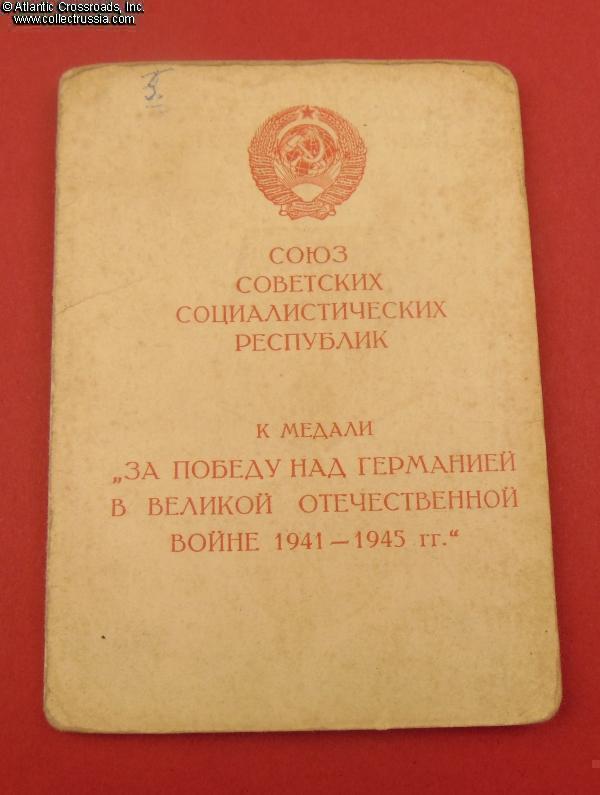 © Atlantic Crossroads, Inc.
www.collectrussia.com
СОЮЗ
СОВЕТСКИХ
СОЦИАЛИСТИЧЕСКИХ
РЕСПУБЛИК
К МЕДАЛИ
„ЗА ПОБЕДУ НАД ГЕРМАНИЕЙ
В ВЕЛИКОЙ ОТЕЧЕСТВЕННОЙ
ВОЙНЕ 1941 — 1945 гг.“